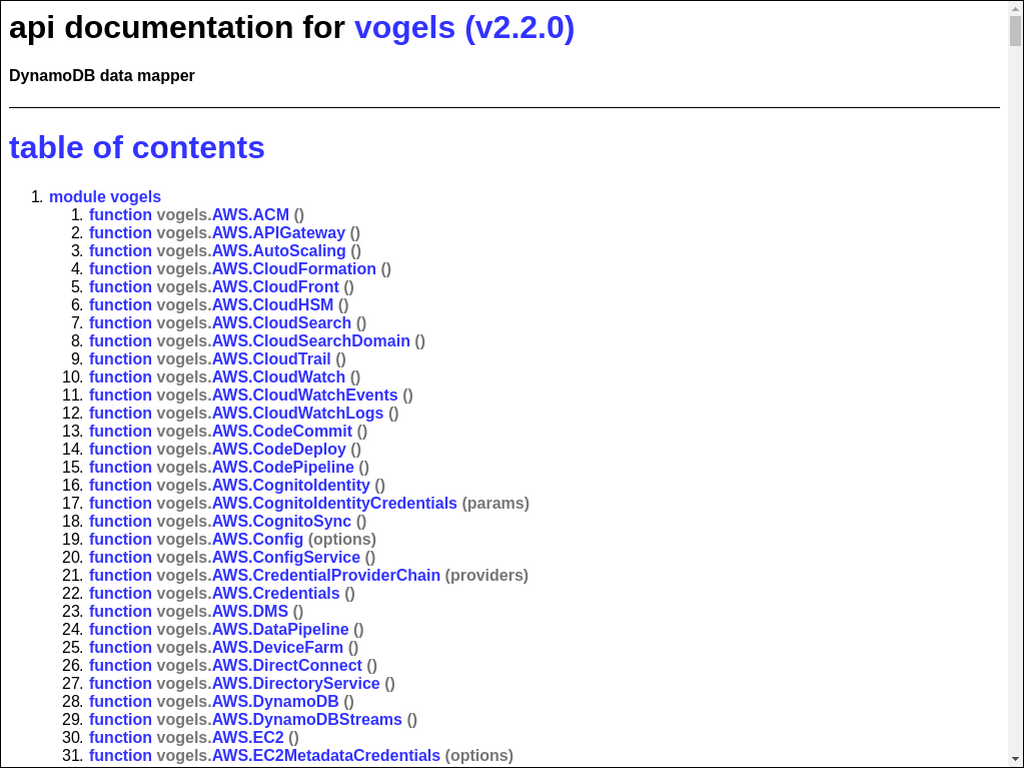 api documentation for vogels (v2.2.0)
DynamoDB data mapper
table of contents
1. module vogels
1. function vogels.AWS.ACM ()
2. function vogels.AWS.APIGateway ()
3. function vogels.AWS.AutoScaling ()
4. function vogels.AWS.CloudFormation ()
5. function vogels.AWS.CloudFront ()
6. function vogels.AWS.CloudHSM ()
7. function vogels.AWS.CloudSearch ()
8. function vogels.AWS.CloudSearchDomain ()
9. function vogels.AWS.CloudTrail ()
10. function vogels.AWS.CloudWatch ()
11. function vogels.AWS.CloudWatchEvents ()
12. function vogels.AWS.CloudWatchLogs ()
13. function vogels.AWS.CodeCommit ()
14. function vogels.AWS.CodeDeploy ()
15. function vogels.AWS.CodePipeline ()
16. function vogels.AWS.CognitoIdentity ()
17. function vogels.AWS.CognitoIdentityCredentials (params)
18. function vogels.AWS.CognitoSync ()
19. function vogels.AWS.Config (options)
20. function vogels.AWS.ConfigService ()
21. function vogels.AWS.CredentialProviderChain (providers)
22. function vogels.AWS.Credentials ()
23. function vogels.AWS.DMS ()
24. function vogels.AWS.DataPipeline ()
25. function vogels.AWS.DeviceFarm ()
26. function vogels.AWS.DirectConnect ()
27. function vogels.AWS.DirectoryService ()
28. function vogels.AWS.DynamoDB ()
29. function vogels.AWS.DynamoDBStreams ()
30. function vogels.AWS.EC2 ()
31. function vogels.AWS.EC2MetadataCredentials (options)